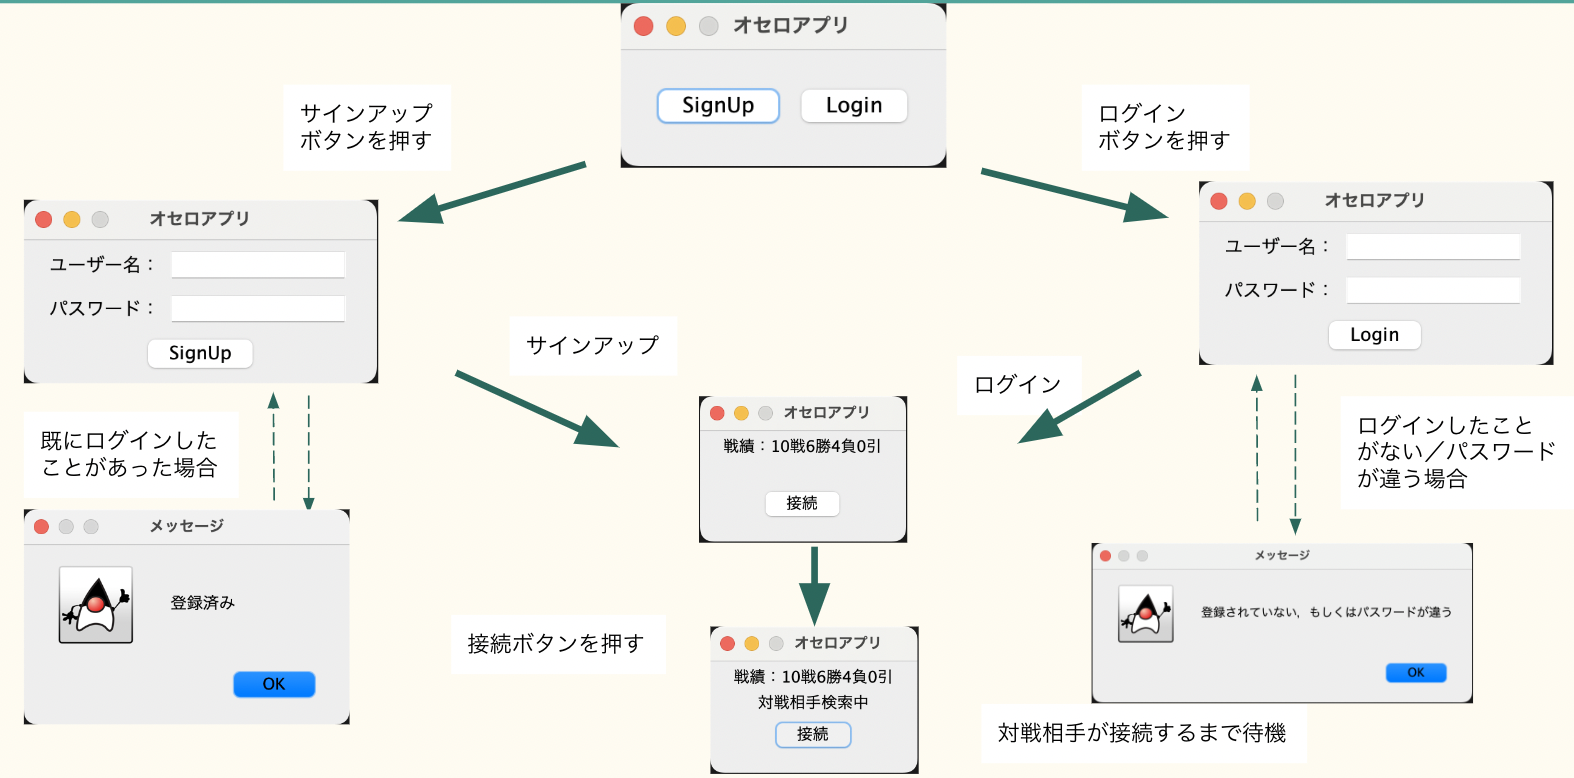 オセロアプリ
SignUp
Login
サインアップ
ボタンを押す
ログイン
ボタンを押す
オセロアプリ
ユーザー名：
パスワード：
SignUp
オセロアプリ
ユーザー名：
パスワード：
Login
サインアップ
ログイン
既にログインした
ことがあった場合
オセロアプリ
戦績：10戦6勝4負0引
接続
ログインしたこと
がない／パスワード
が違う場合
メッセージ
登録済み
OK
接続ボタンを押す
オセロアプリ
戦績：10戦6勝4負0引
対戦相手検索中
接続
メッセージ
登録されていない，もしくはパスワードが違う
OK
対戦相手が接続するまで待機